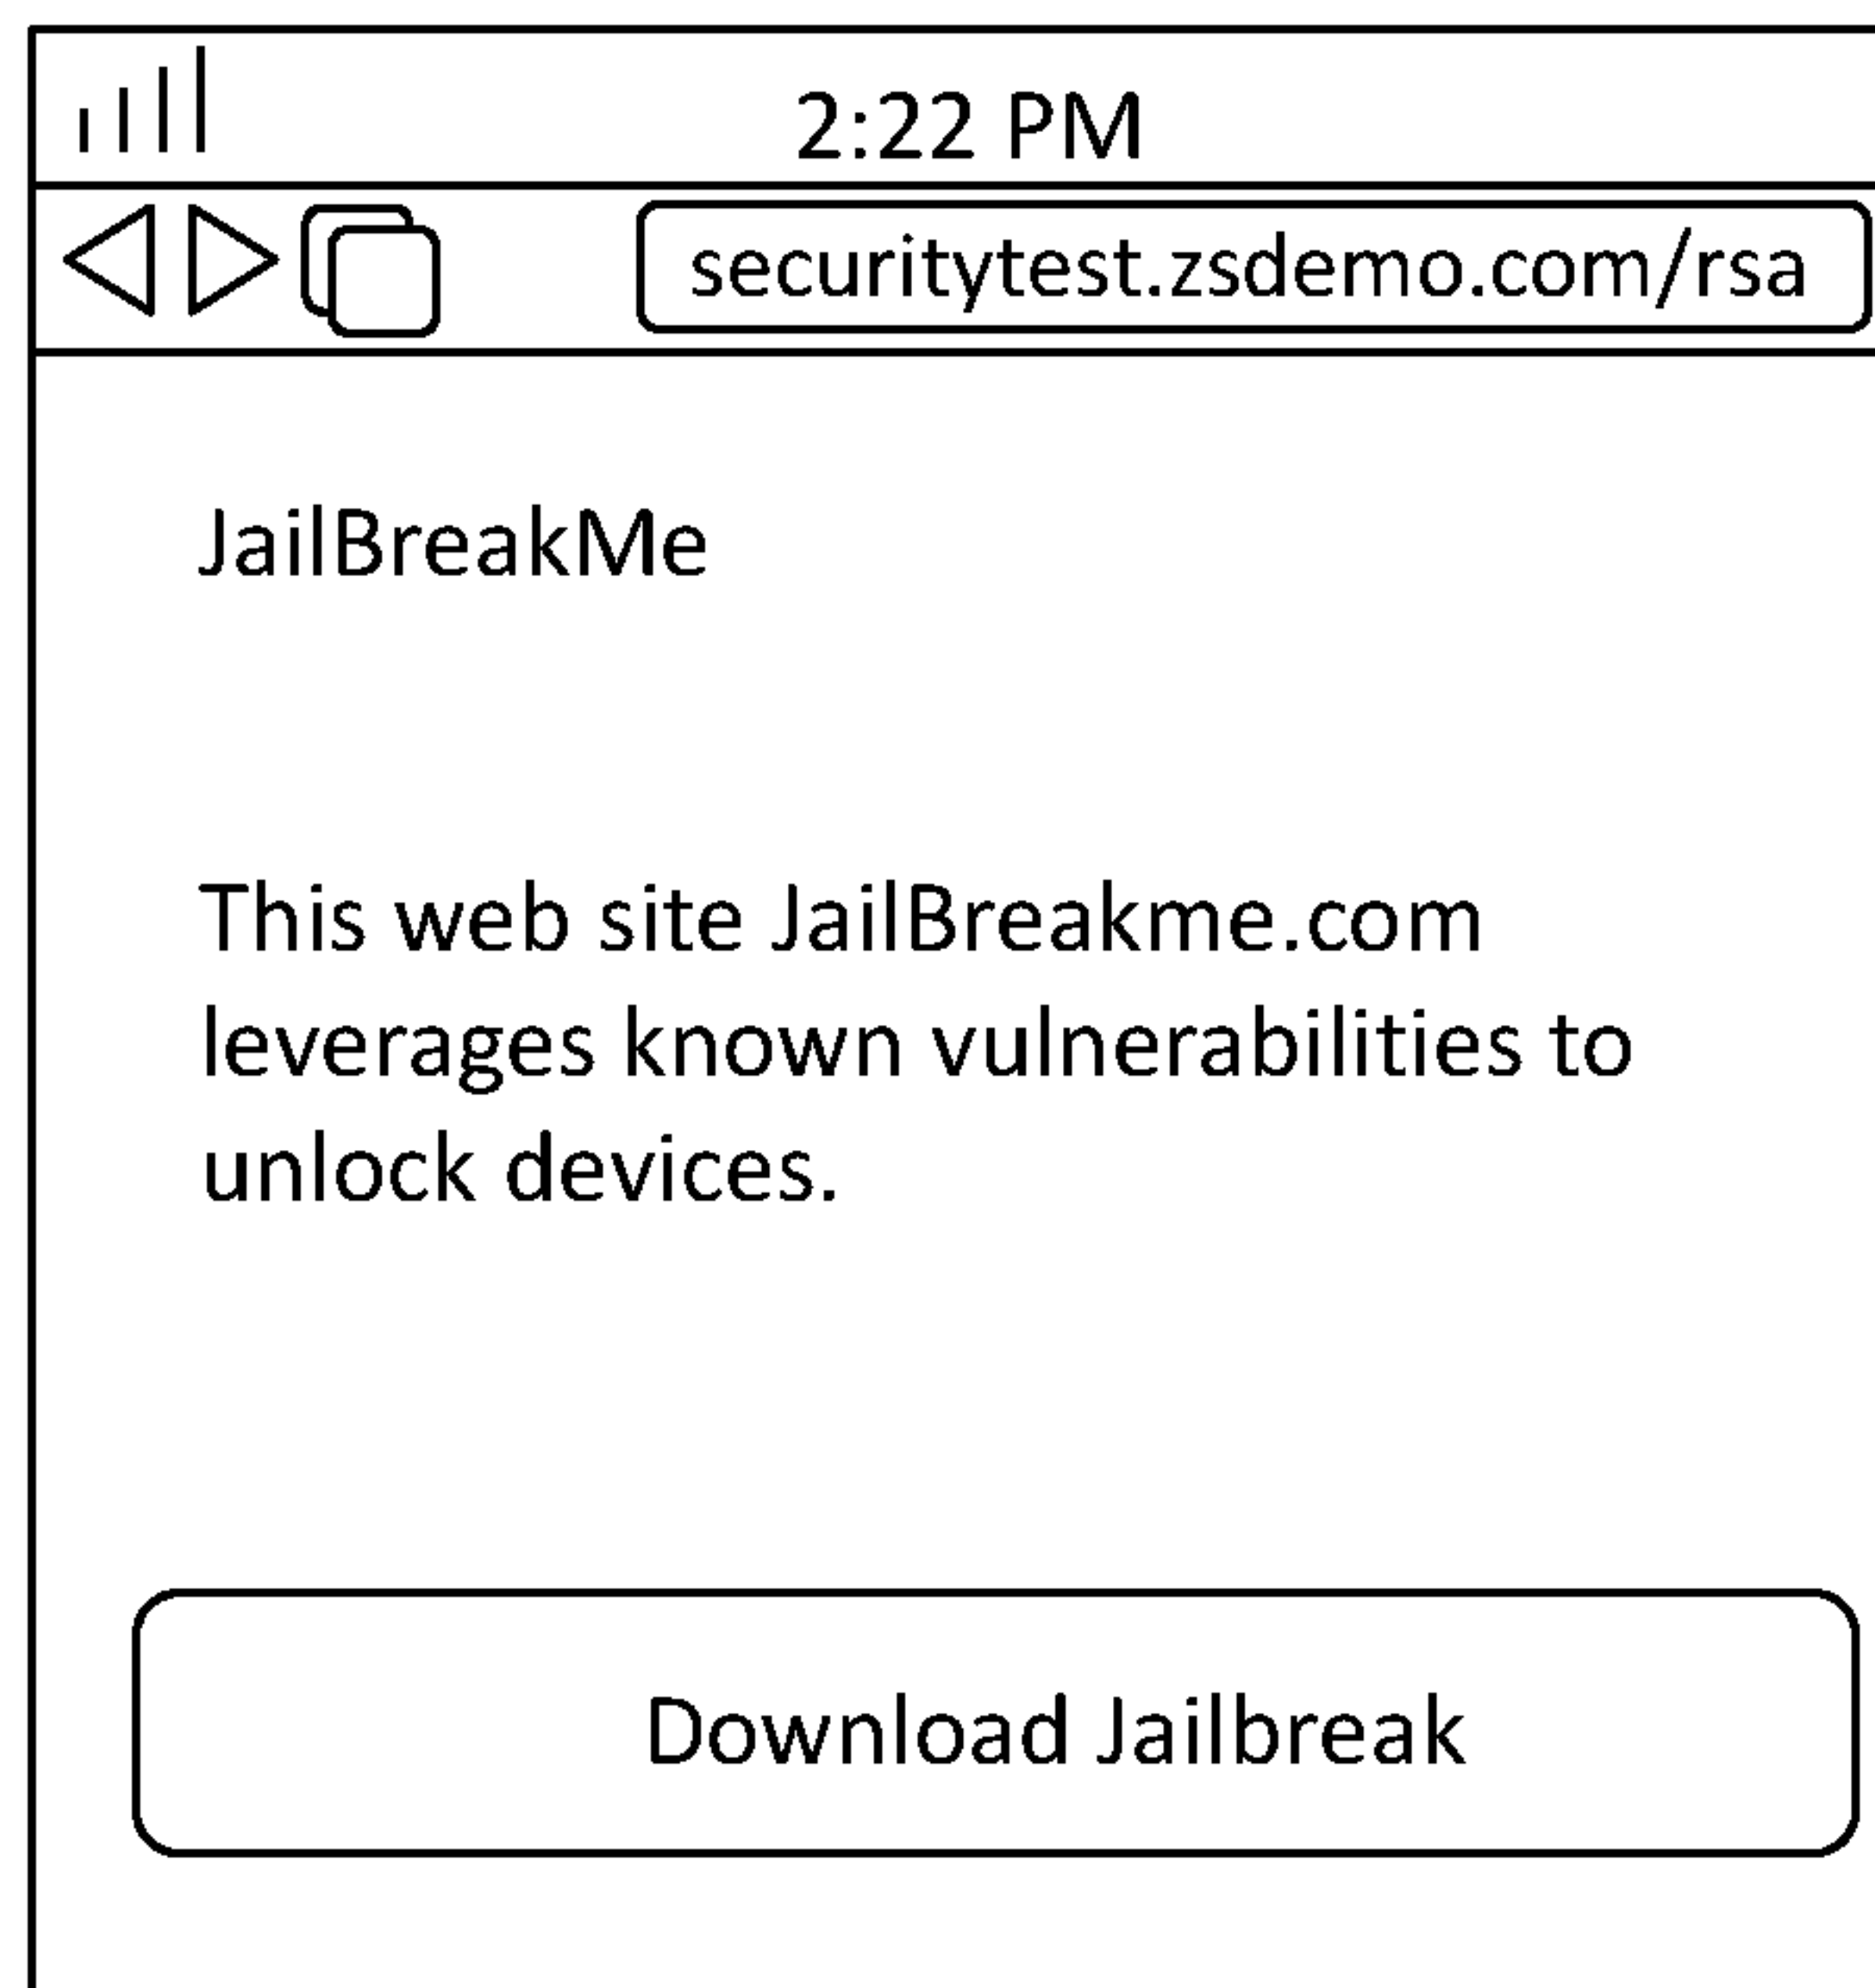 2:22 PM
securitytest.zsdemo.com/rsa
JailBreakMe
This web site JailBreakme.com
leverages known vulnerabilities to
unlock devices.
Download Jailbreak